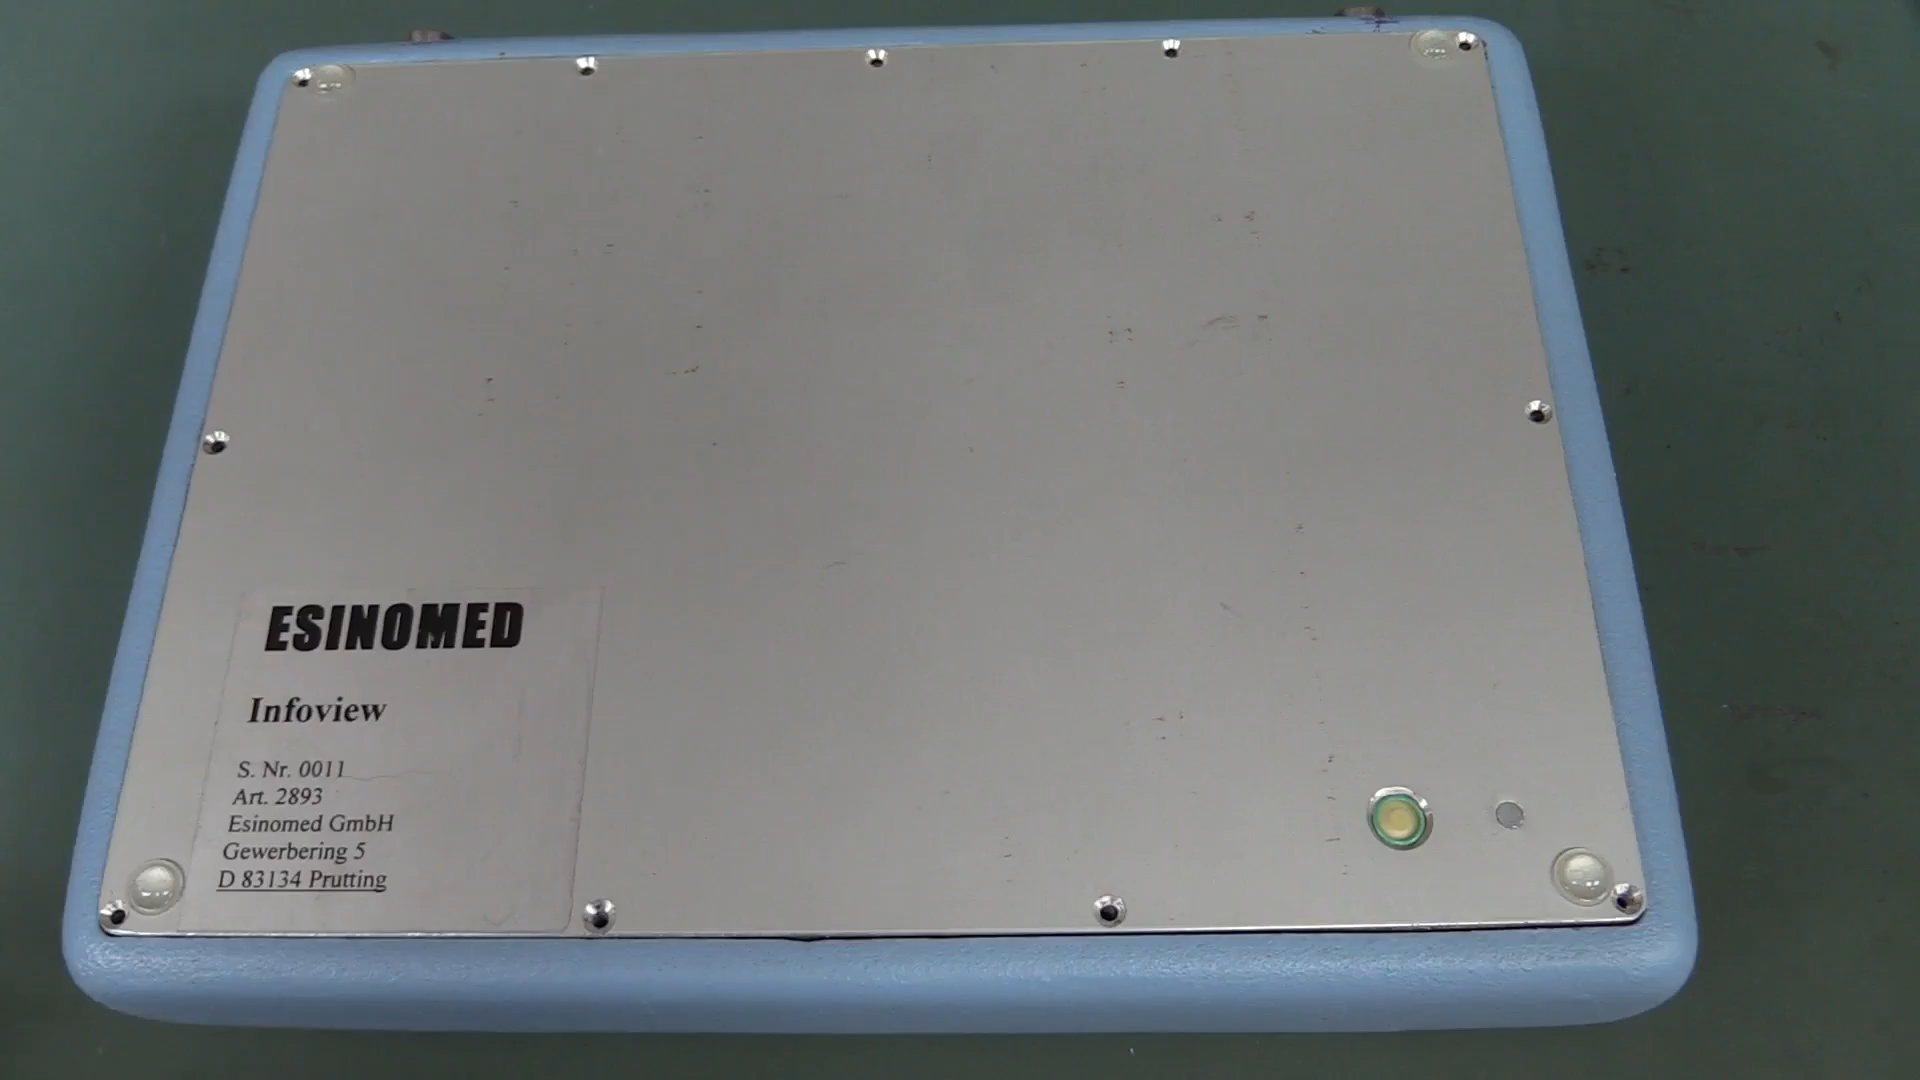 ESINOMED
Infoview
S. Nr. 0011
Art. 2893
Esinomed GmbH
Gewerbering 5
D 83134 Prutting